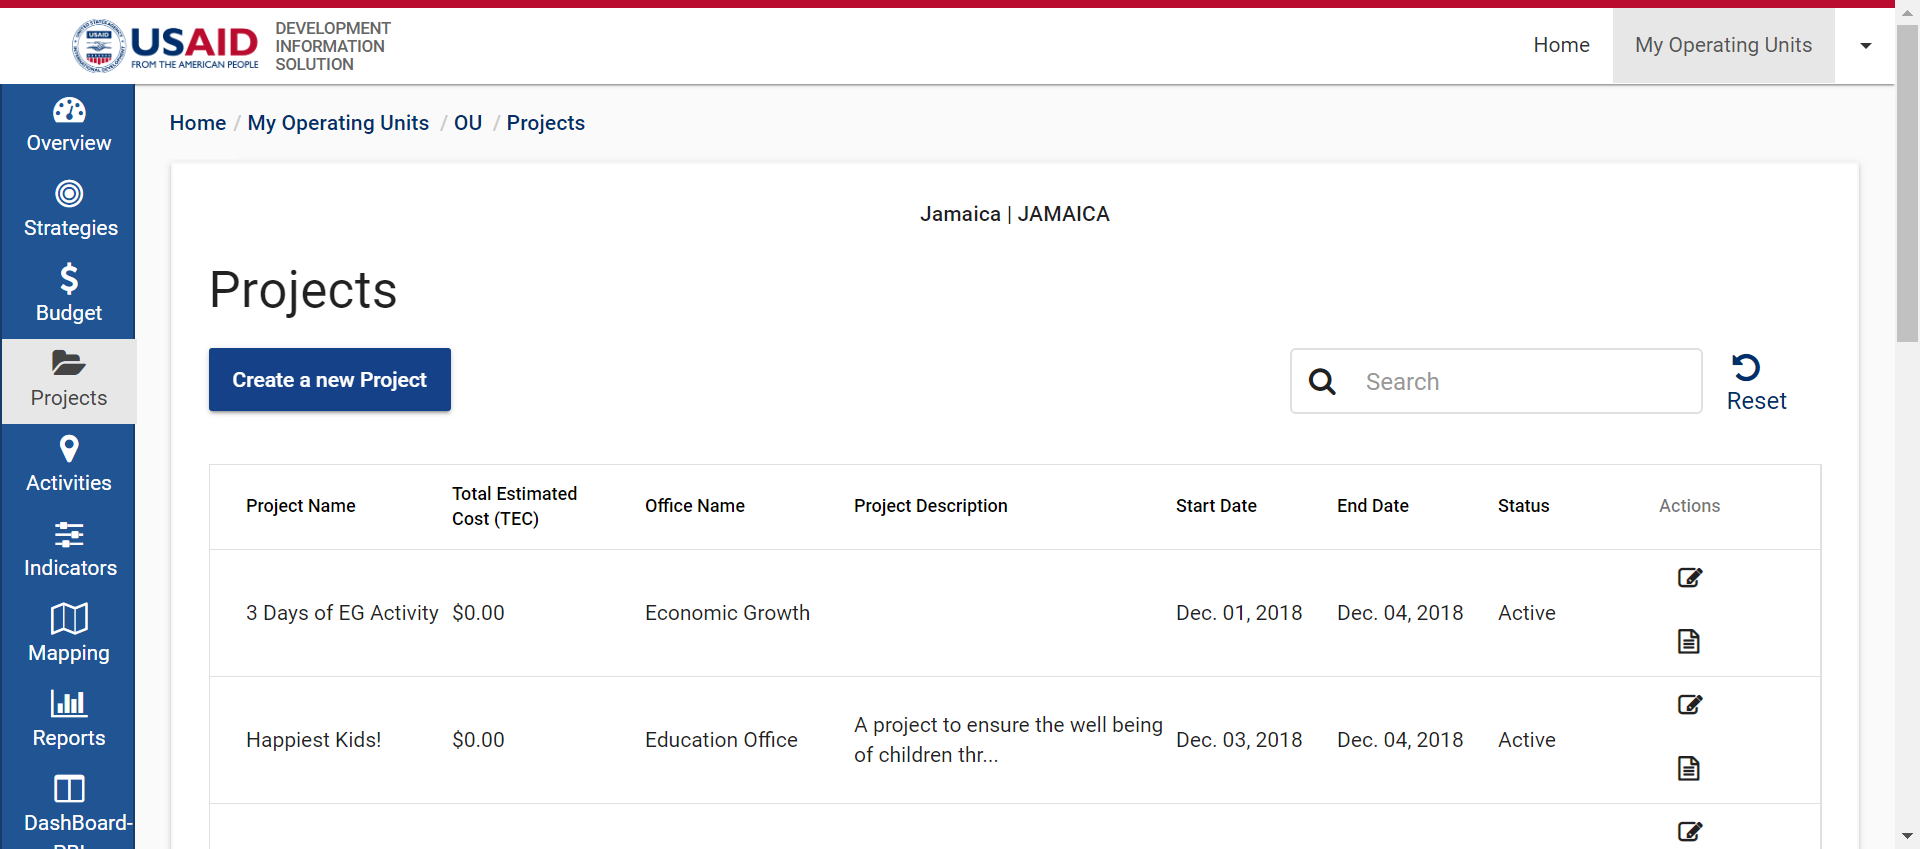 USAID
FROM THE AMERICAN PEOPLE
DEVELOPMENT
INFORMATION
SOLUTION
Home
My Operating Units
Overview
Strategies
Budget
Projects
Activities
Indicators
Mapping
Reports
DashBoard-
Home / My Operating Units / OU / Projects
Jamaica | JAMAICA
Projects
Create a new Project
Search
Reset
Project Name
Total Estimated
Cost (TEC)
Office Name
Project Description
Start Date
End Date
Status
Actions
3 Days of EG Activity $0.00 Economic Growth Dec. 01, 2018 Dec. 04, 2018 Active
Happiest Kids! $0.00 Education Office
A project to ensure the well being
of children thr...
Dec. 03, 2018 Dec. 04, 2018 Active